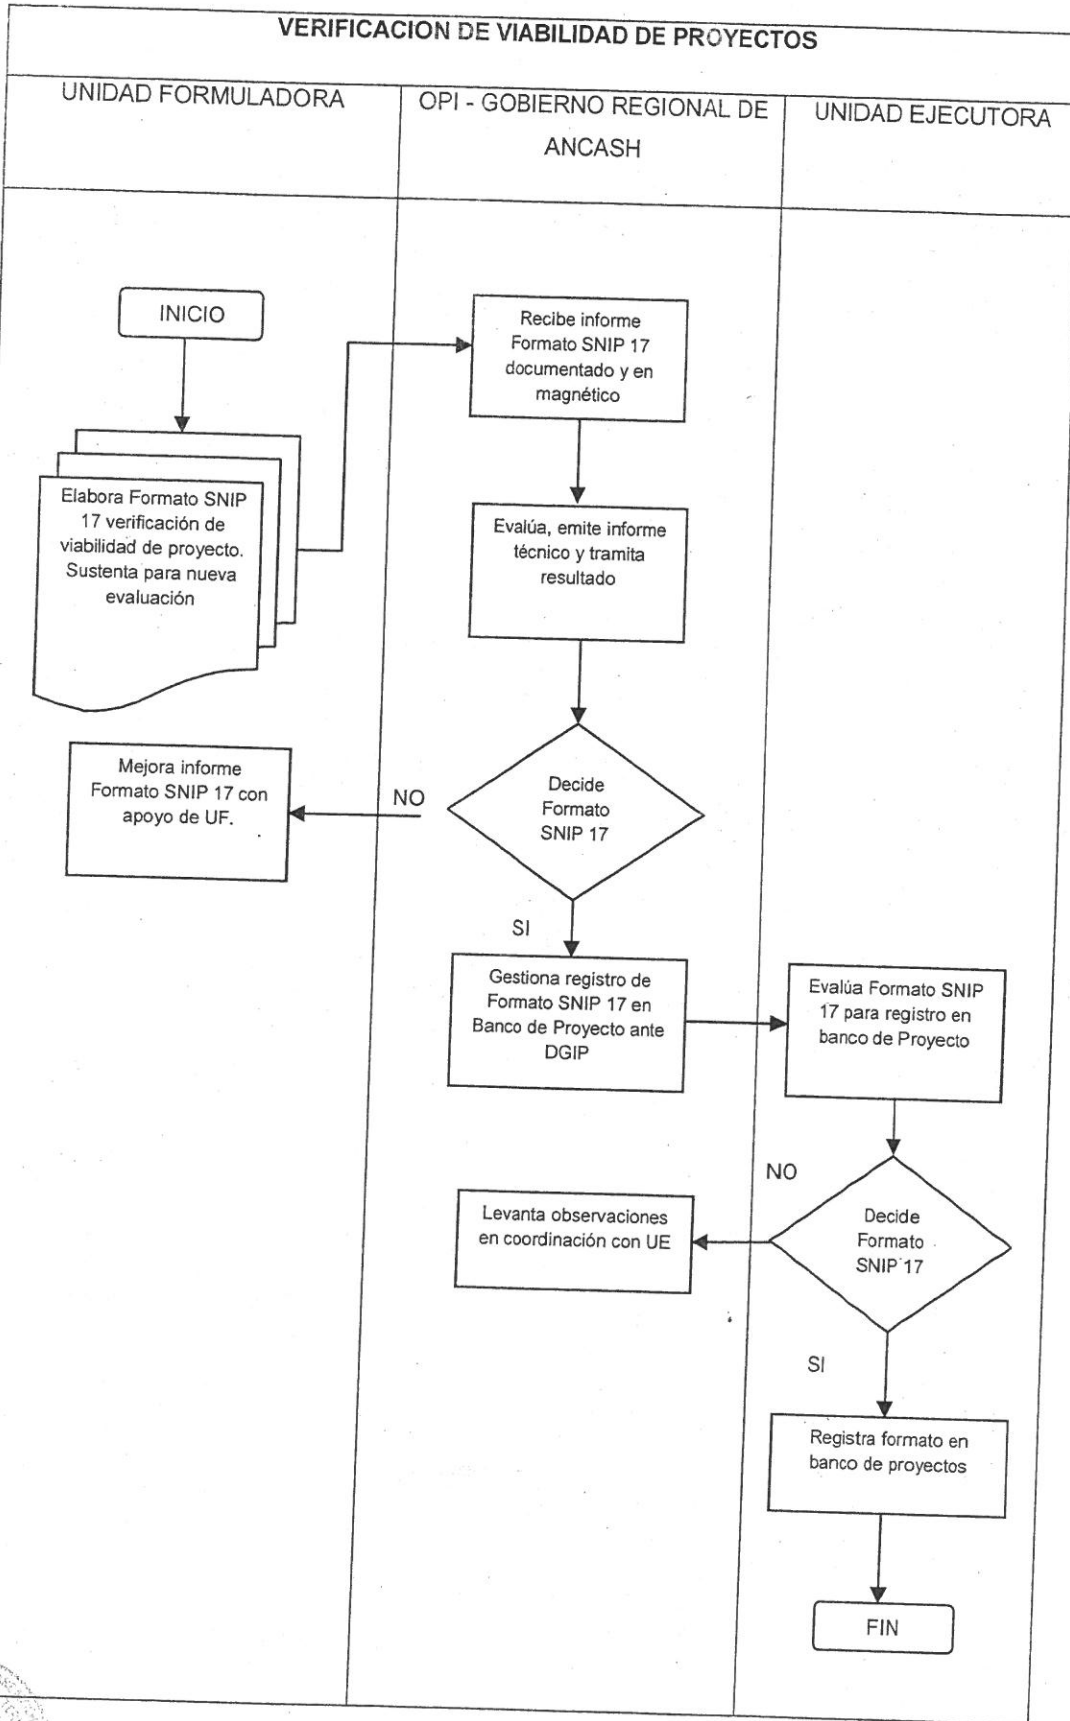 VERIFICACION DE VIABILIDAD DE PROYECTOS
UNIDAD FORMULADORA
OPI - GOBIERNO REGIONAL DE
ANCASH
UNIDAD EJECUTORA
INICIO
Recibe informe
Formato SNIP 17
documentado y en
magnético
Elabora Formato SNIP
17 verificación de
viabilidad de proyecto.
Sustenta para nueva
evaluación
Evalúa, emite informe
técnico y tramita
resultado
Mejora informe
Formato SNIP 17 con
apoyo de UF.
NO
Decide
Formato
SNIP 17
SI
Gestiona registro de
Formato SNIP 17 en
Banco de Proyecto ante
DGIP
Evalúa Formato SNIP
17 para registro en
banco de Proyecto
NO
Levanta observaciones
en coordinación con UE
Decide
Formato
SNIP 17
SI
Registra formato en
banco de proyectos
FIN